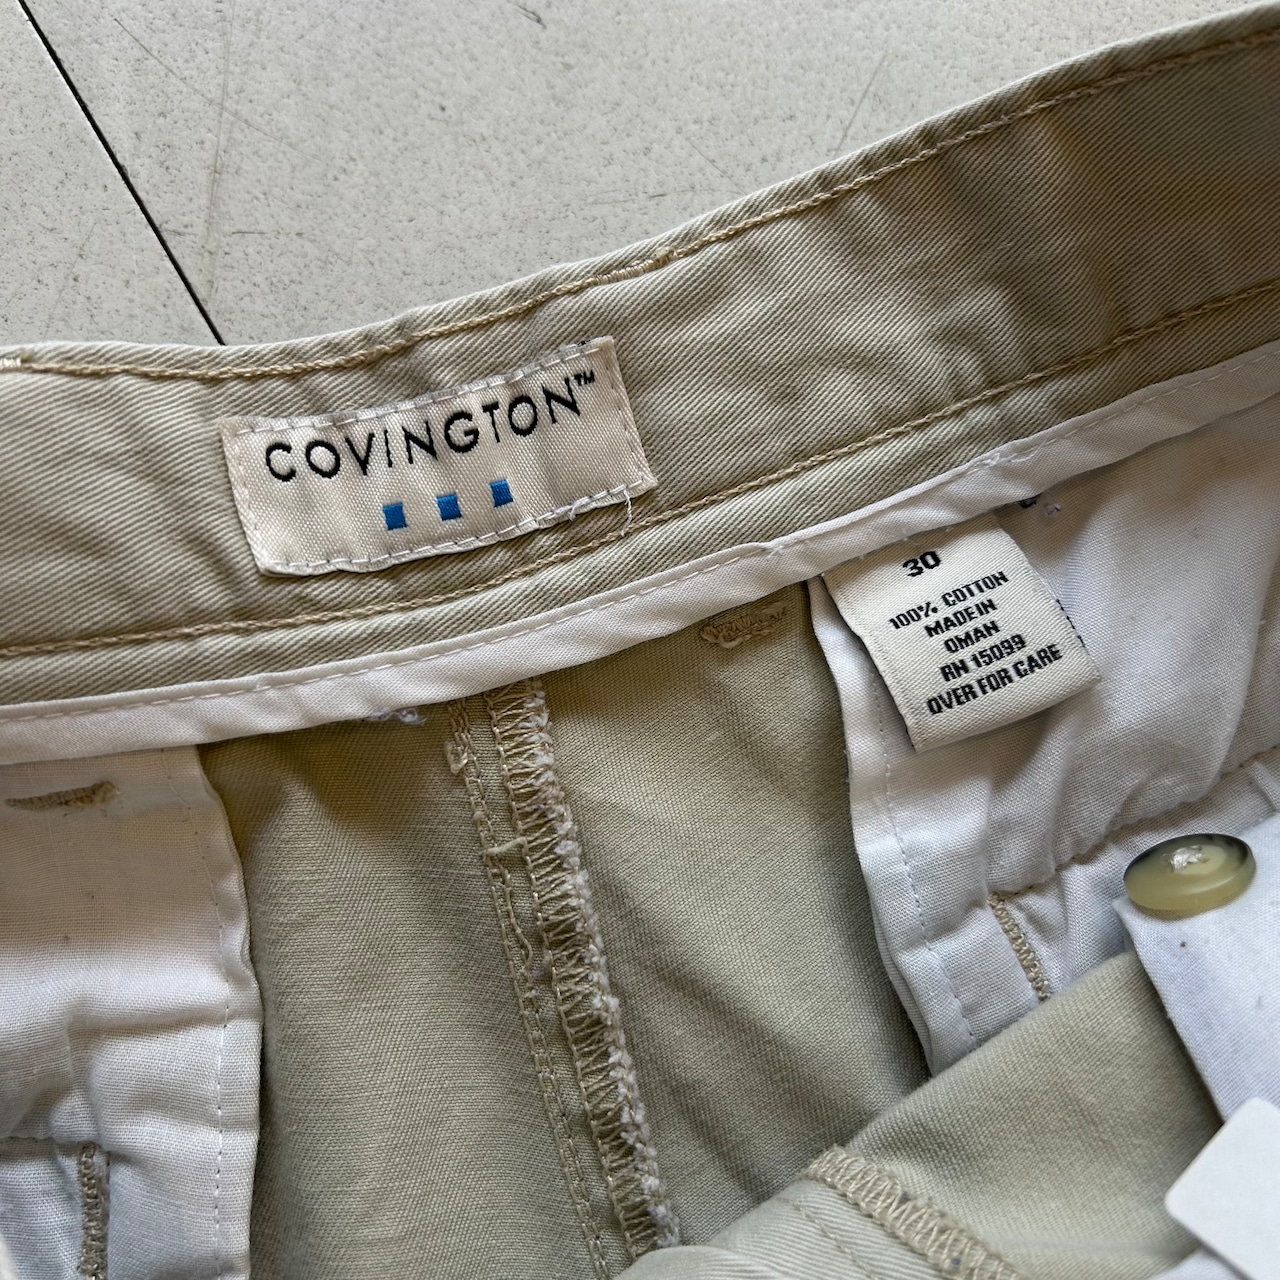 COVINGTON™
30
100% COTTON
MADE IN
OMAN
RN 15099
OVER FOR CARE